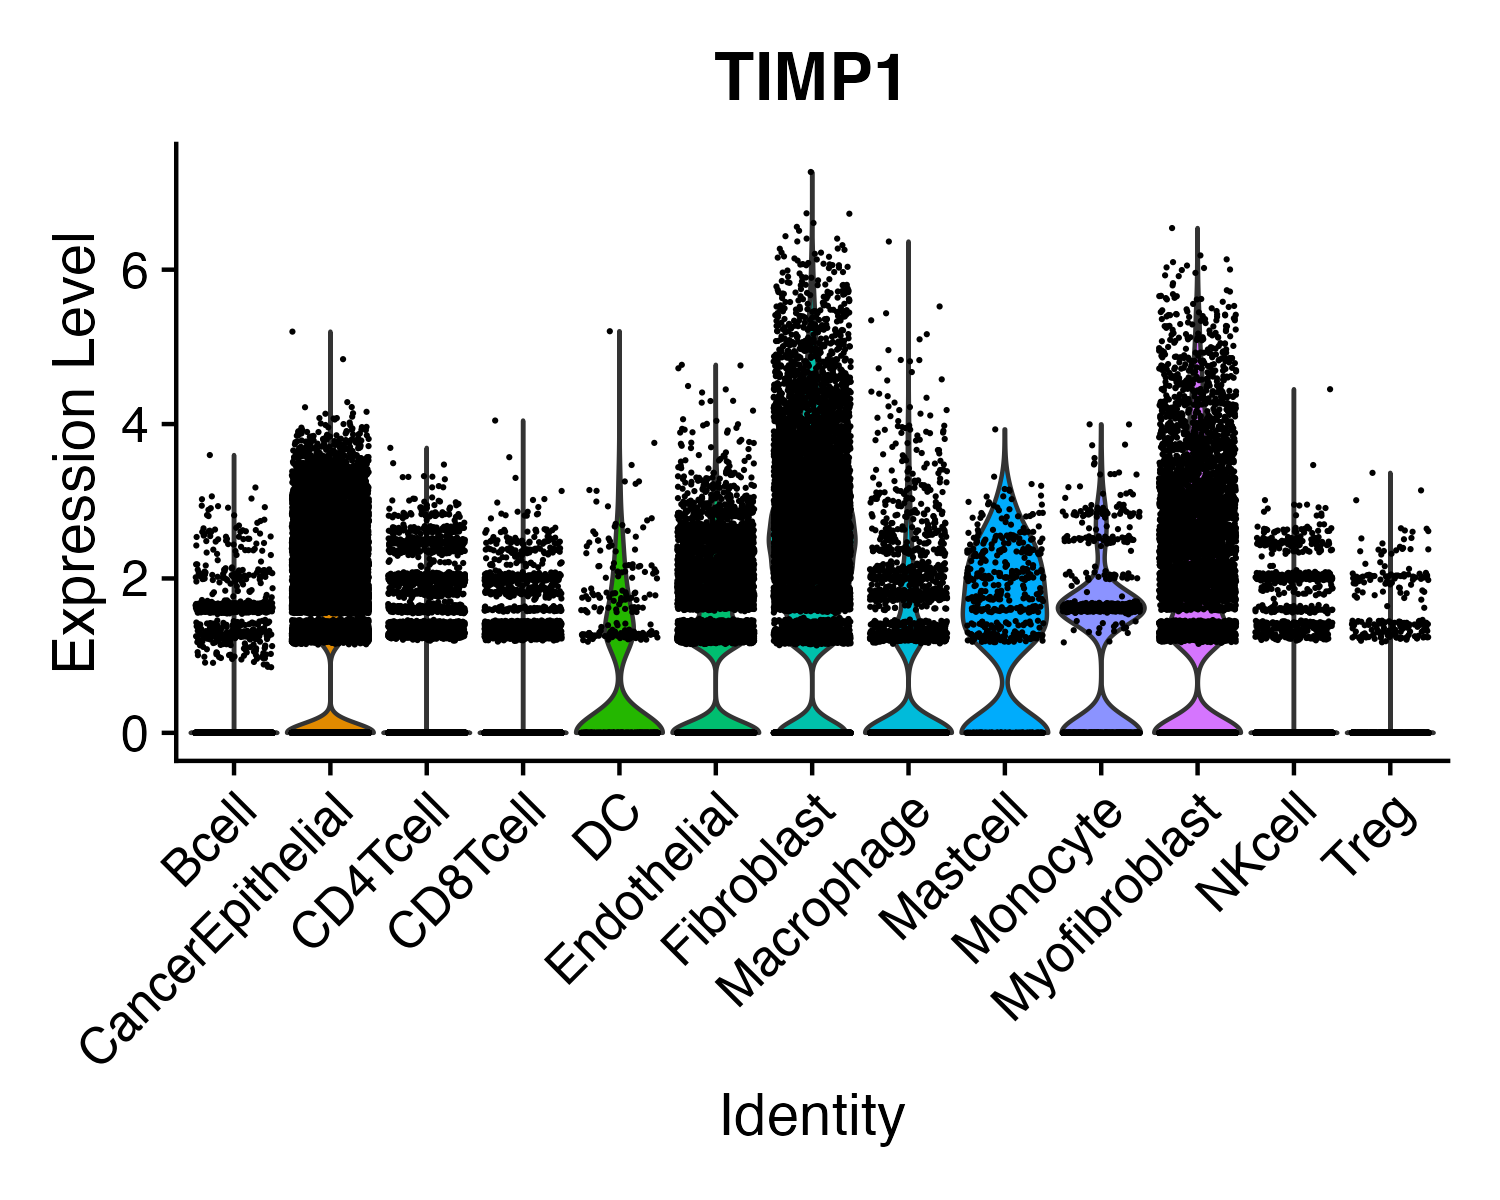 TIMP1
Expression Level
6
4
2
0
Bcell
CancerEpithelial
CD4Tcell
CD8Tcell
DC
Endothelial
Fibroblast
Macrophage
Mastcell
Monocyte
Myofibroblast
NKcell
Treg
Identity